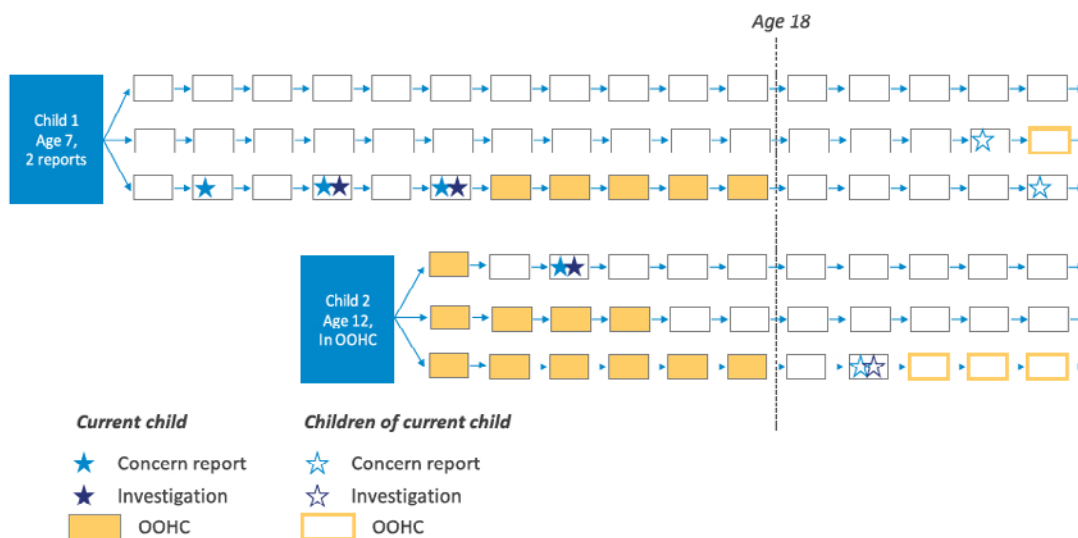 Age 18
Child 1
Age 7,
2 reports
Child 2
Age 12,
In OOHC
Current child
Children of current child
Concern report
Concern report
Investigation
Investigation
OOHC
OOHC